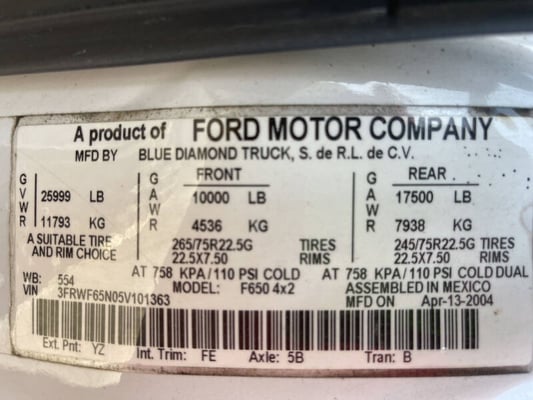 A product of FORD MOTOR COMPANY
MFD BY BLUE DIAMOND TRUCK, S. de R.L. de C.V.
GVWR 25999 LB 11793 KG
FRONT GAWR 10000 LB 4536 KG
REAR GAWR 17500 LB 7938 KG
A SUITABLE TIRE AND RIM CHOICE
265/75R22.5G TIRES 245/75R22.5G TIRES
22.5X7.50 RIMS 22.5X7.50 RIMS
AT 758 KPA/110 PSI COLD AT 758 KPA/110 PSI COLD DUAL
WB: 554 MODEL: F650 4x2 ASSEMBLED IN MEXICO
VIN 3FRWF65N05V101363 MFD ON Apr-13-2004
Ext. Pnt: YZ Int. Trim: FE Axle: 5B Tran: B